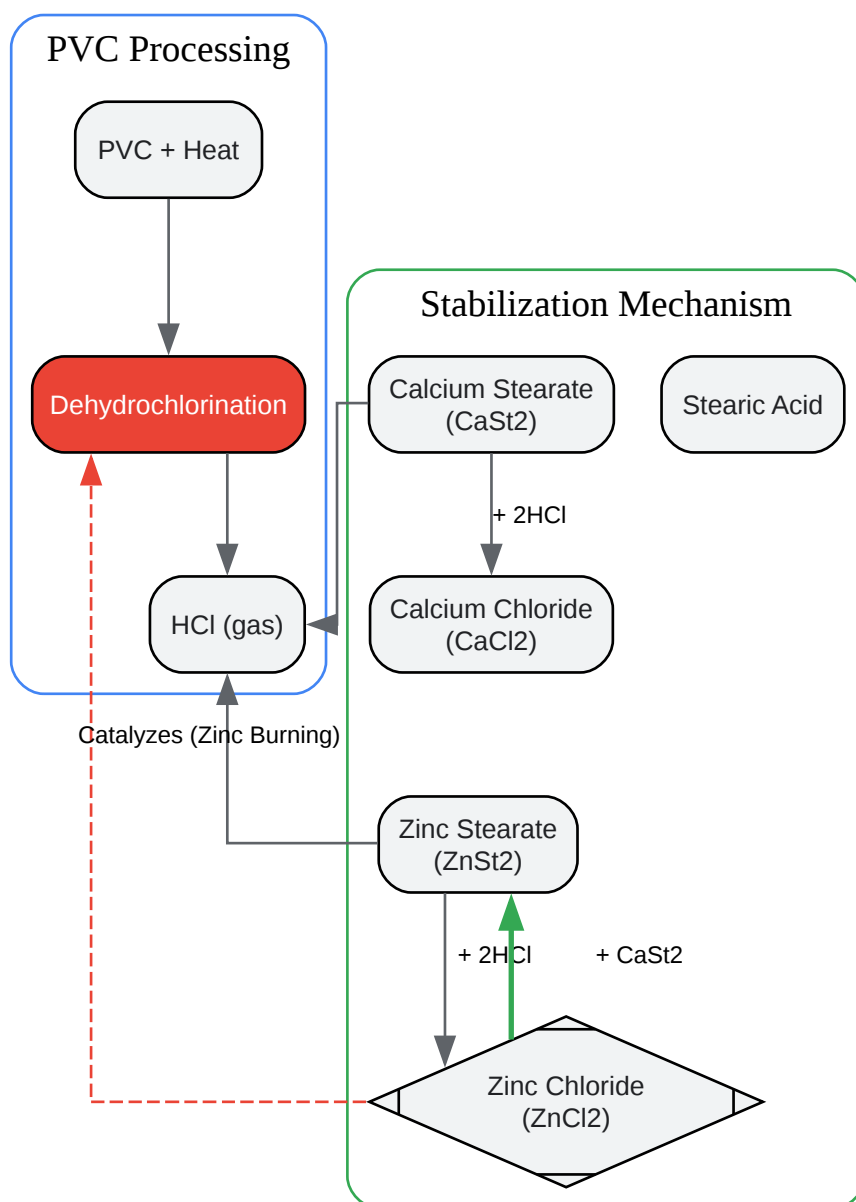 PVC Processing
PVC + Heat
Stabilization Mechanism
Dehydrochlorination
Calcium Stearate
(CaSt2)
Stearic Acid
+ 2HCl
HCl (gas)
Calcium Chloride
(CaCl2)
Catalyzes (Zinc Burning)
Zinc Stearate
(ZnSt2)
+ 2HCl
+ CaSt2
Zinc Chloride
(ZnCl2)